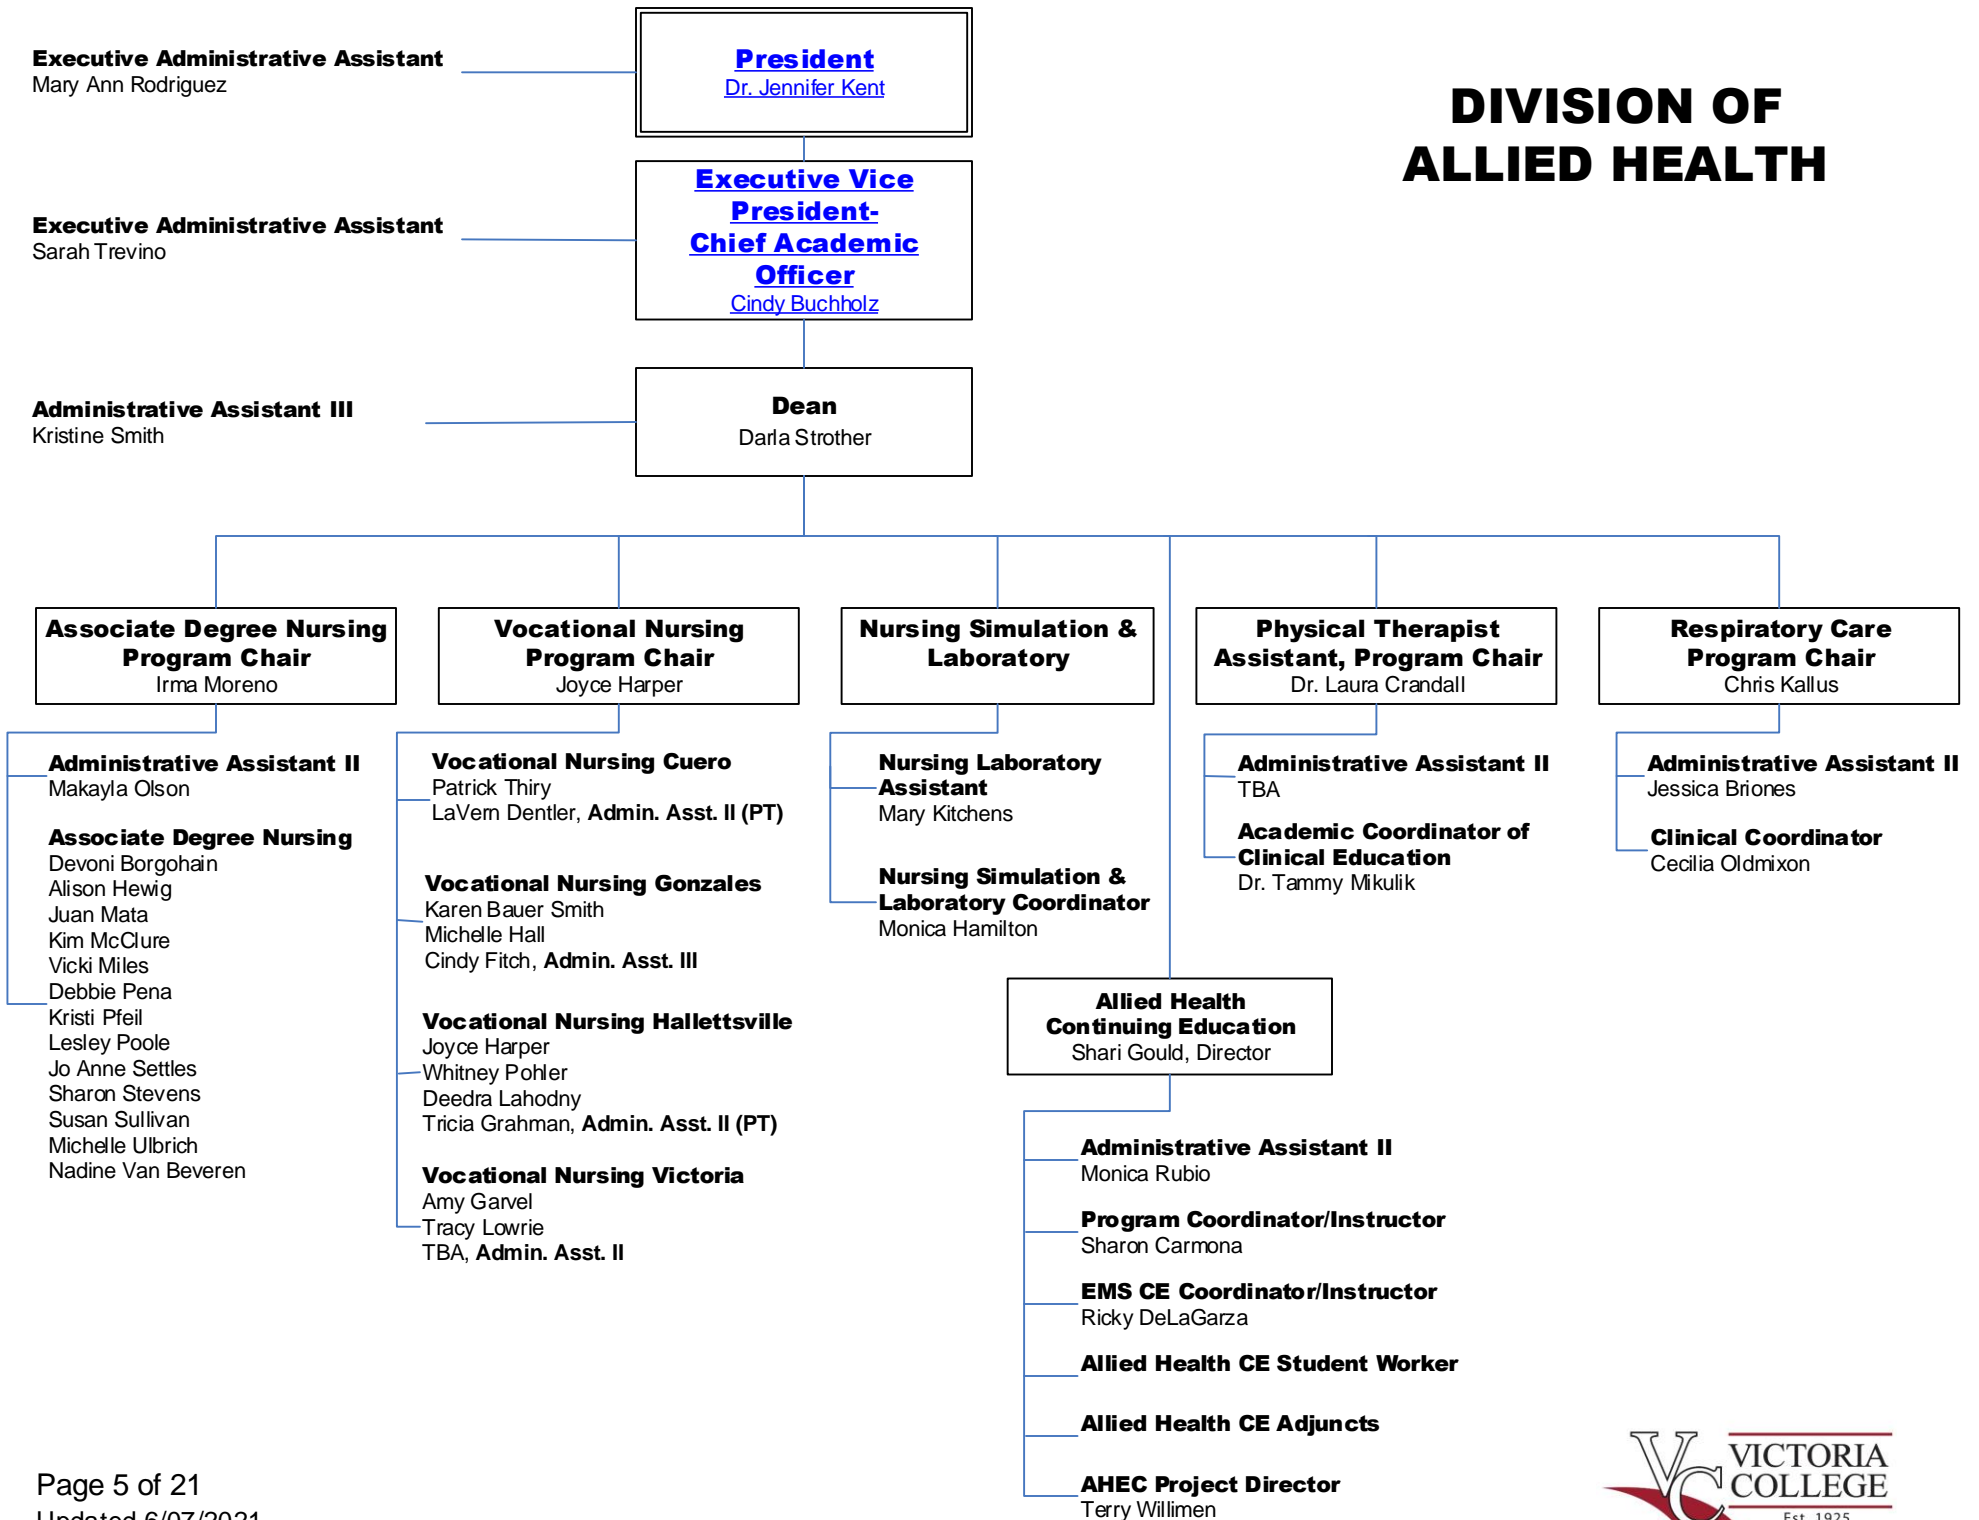 Executive Administrative Assistant
Mary Ann Rodriguez
President
Dr. Jennifer Kent
DIVISION OF
ALLIED HEALTH
Executive Administrative Assistant
Sarah Trevino
Executive Vice
President-
Chief Academic
Officer
Cindy Buchholz
Administrative Assistant III
Kristine Smith
Dean
Darla Strother
Associate Degree Nursing
Program Chair
Irma Moreno
Administrative Assistant II
Makayla Olson
Associate Degree Nursing
Devoni Borgohain
Alison Hewig
Juan Mata
Kim McClure
Vicki Miles
Debbie Pena
Kristi Pfeil
Lesley Poole
Jo Anne Settles
Sharon Stevens
Susan Sullivan
Michelle Ulbrich
Nadine Van Beveren
Vocational Nursing
Program Chair
Joyce Harper
Vocational Nursing Cuero
Patrick Thiry
LaVern Dentler, Admin. Asst. II (PT)
Vocational Nursing Gonzales
Karen Bauer Smith
Michelle Hall
Cindy Fitch, Admin. Asst. III
Vocational Nursing Hallettsville
Joyce Harper
Whitney Pohler
Deedra Lahodny
Tricia Grahman, Admin. Asst. II (PT)
Vocational Nursing Victoria
Amy Garvel
Tracy Lowrie
TBA, Admin. Asst. II
Nursing Simulation &
Laboratory
Nursing Laboratory
Assistant
Mary Kitchens
Nursing Simulation &
Laboratory Coordinator
Monica Hamilton
Physical Therapist
Assistant, Program Chair
Dr. Laura Crandall
Administrative Assistant II
TBA
Academic Coordinator of
Clinical Education
Dr. Tammy Mikulik
Respiratory Care
Program Chair
Chris Kallus
Administrative Assistant II
Jessica Briones
Clinical Coordinator
Cecilia Oldmixon
Allied Health
Continuing Education
Shari Gould, Director
Administrative Assistant II
Monica Rubio
Program Coordinator/Instructor
Sharon Carmona
EMS CE Coordinator/Instructor
Ricky DeLaGarza
Allied Health CE Student Worker
Allied Health CE Adjuncts
AHEC Project Director
Terry Willimen
Page 5 of 21
Updated 6/07/2021
VC
VICTORIA
COLLEGE
Est. 1925